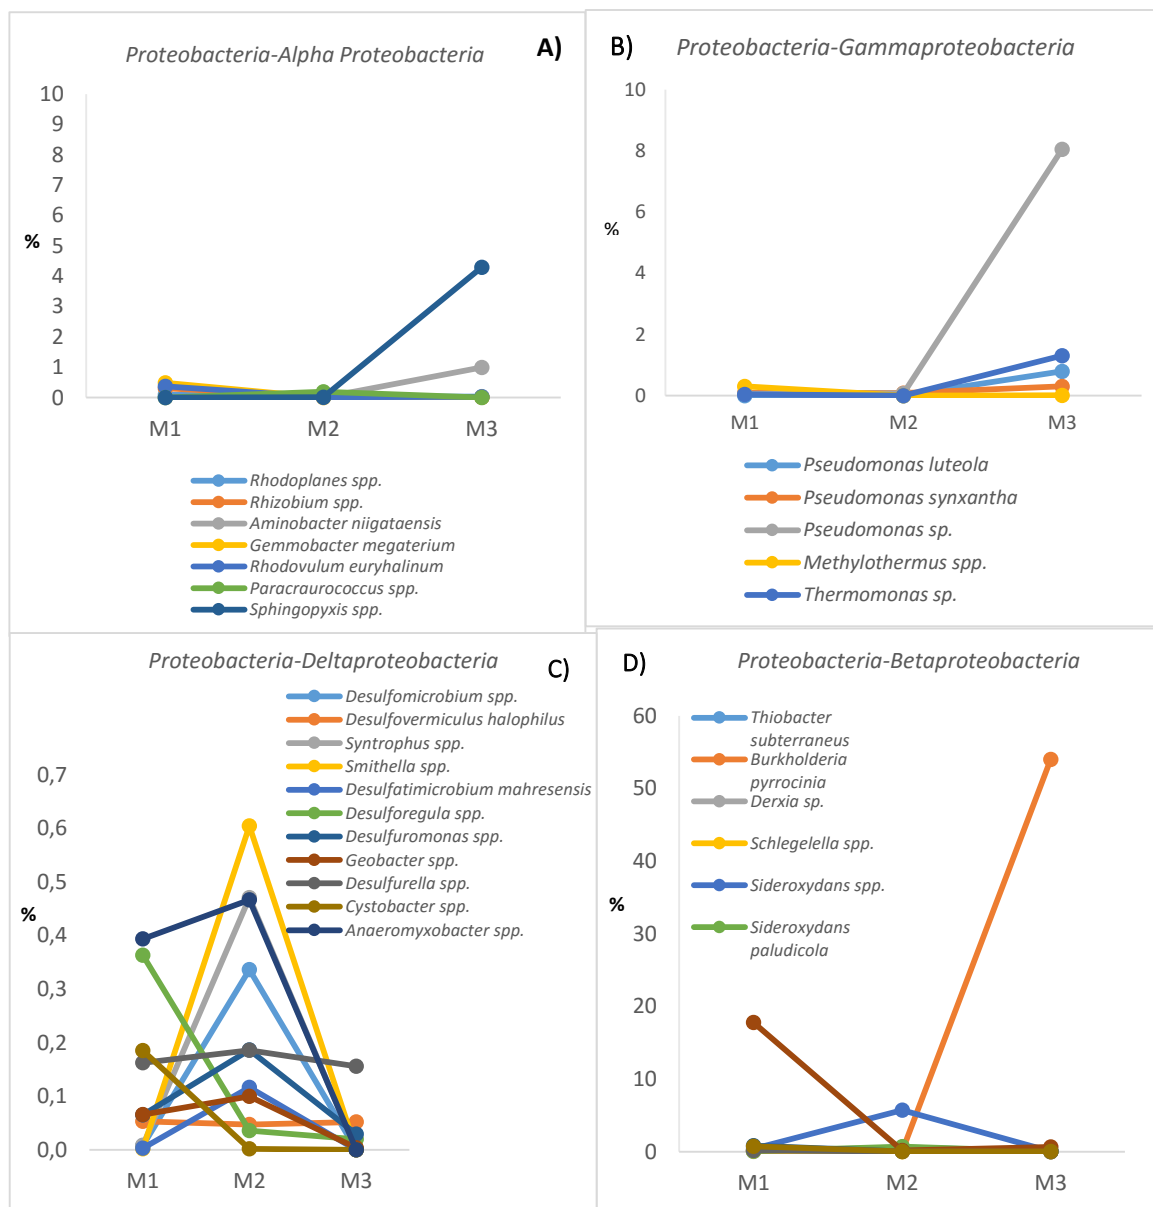 Proteobacteria-Alpha Proteobacteria
A)
10
9
8
7
6
5
4
3
2
1
0
%
M1
M2
M3
Rhodoplanes spp.
Rhizobium spp.
Aminobacter niigataensis
Gemmobacter megaterium
Rhodovulum euryhalinum
Paracraurococcus spp.
Sphingopyxis spp.
B)
Proteobacteria-Gammaproteobacteria
10
8
6
4
2
0
%
M1
M2
M3
Pseudomonas luteola
Pseudomonas synxantha
Pseudomonas sp.
Methylothermus spp.
Thermomonas sp.
Proteobacteria-Deltaproteobacteria
C)
Desulfomicrobium spp.
Desulfovermiculus halophilus
Syntrophus spp.
Smithella spp.
Desulfatimicrobium mahresensis
Desulforegula spp.
Desulfuromonas spp.
Geobacter spp.
Desulfurella spp.
Cystobacter spp.
Anaeromyxobacter spp.
0,7
0,6
0,5
0,4
0,3
0,2
0,1
0,0
%
M1
M2
M3
D)
Proteobacteria-Betaproteobacteria
60
50
40
30
20
10
0
%
Thiobacter
subterraneus
Burkholderia
pyrrocinia
Derxia sp.
Schlegelella spp.
Sideroxydans spp.
Sideroxydans
paludicola
M1
M2
M3